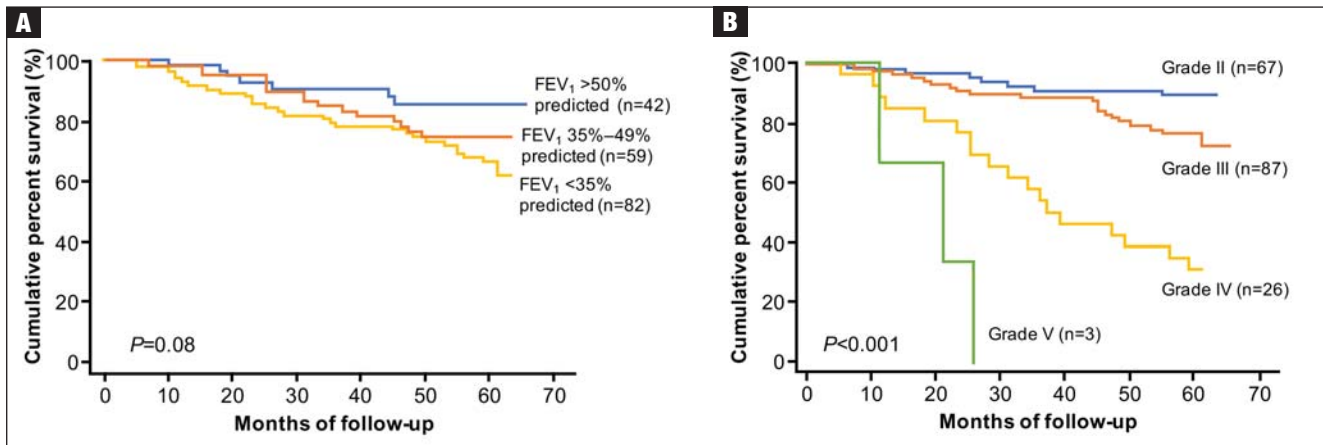 A
Cumulative percent survival (%)
100
80
60
40
20
0
FEV₁ >50%
predicted (n=42)
FEV₁ 35%–49%
predicted (n=59)
FEV₁ <35%
predicted (n=82)
P=0.08
0 10 20 30 40 50 60 70
Months of follow-up
B
Cumulative percent survival (%)
100
80
60
40
20
0
Grade II (n=67)
Grade III (n=87)
Grade IV (n=26)
Grade V (n=3)
P<0.001
0 10 20 30 40 50 60 70
Months of follow-up